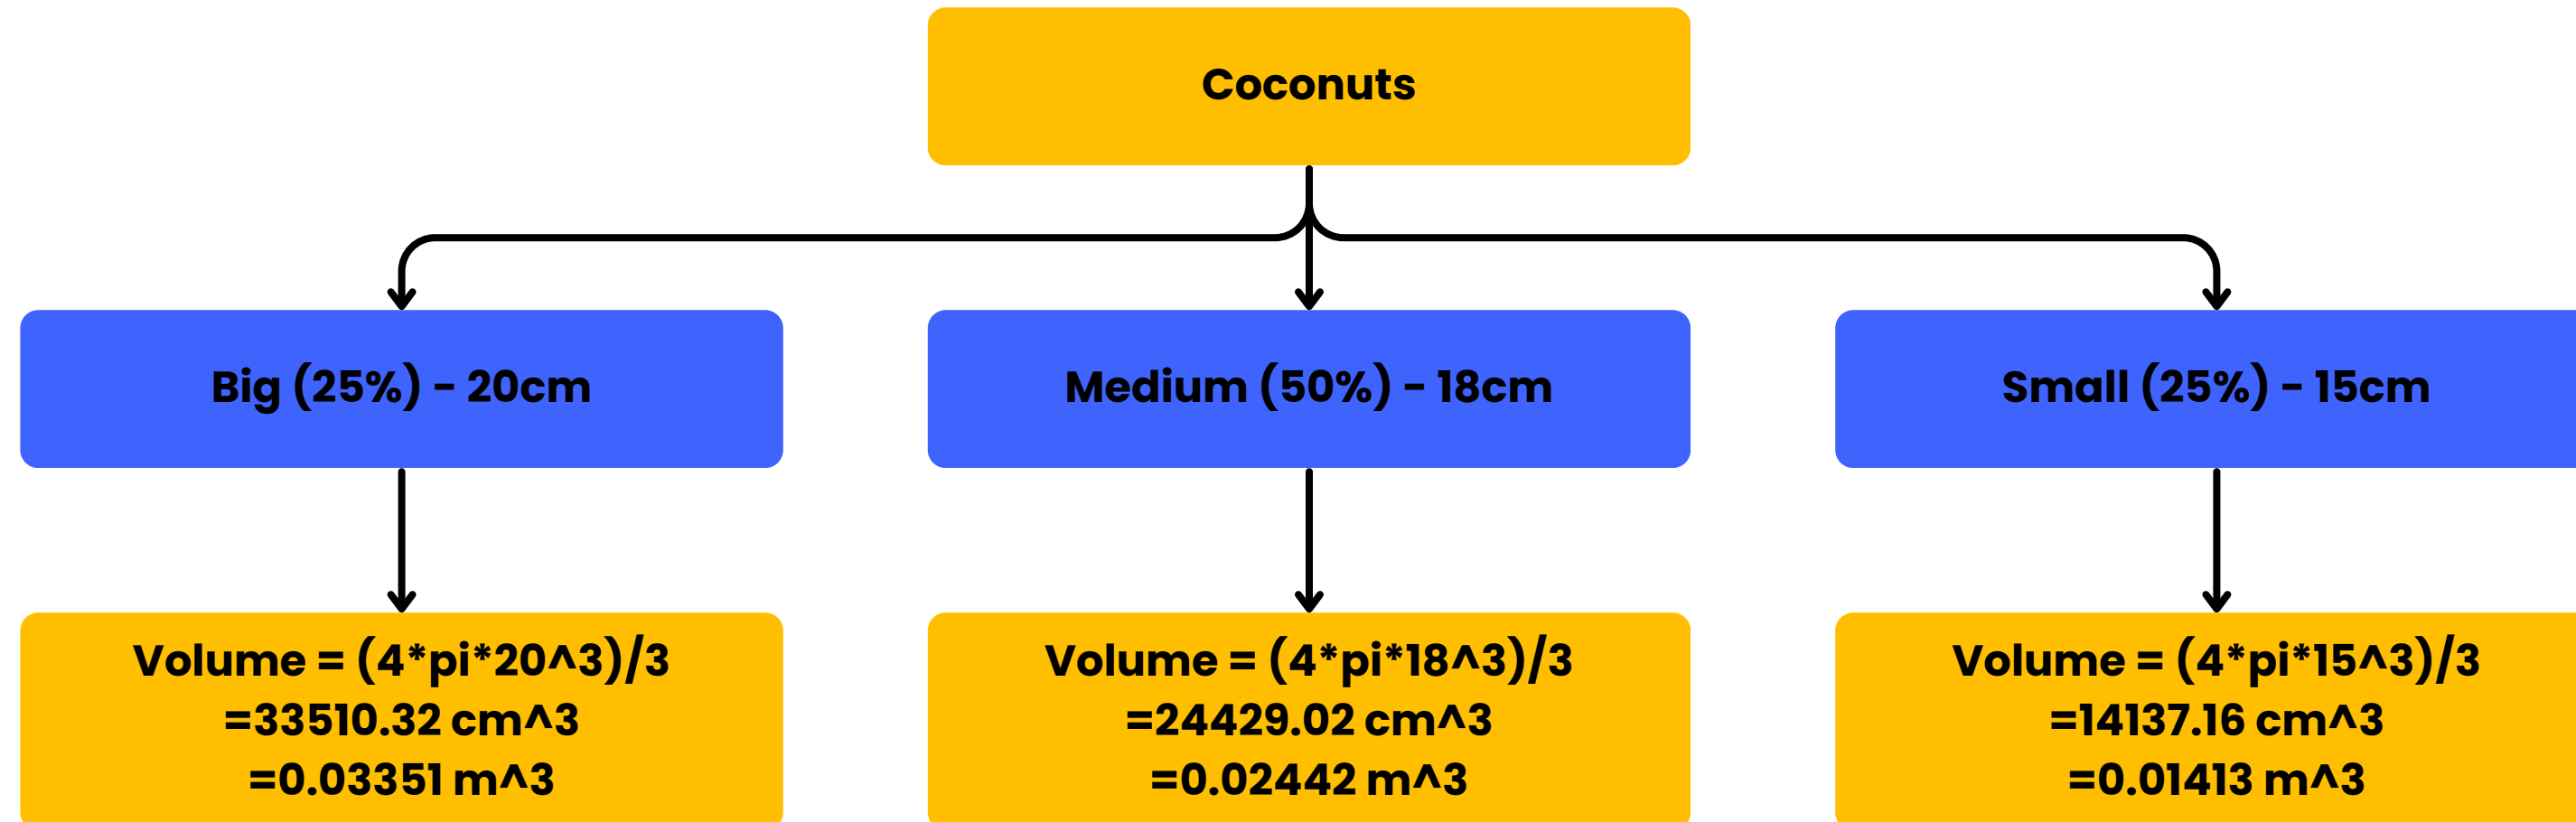 Coconuts
Big (25%) - 20cm
Medium (50%) - 18cm
Small (25%) - 15cm
Volume = (4*pi*20^3)/3
=33510.32 cm^3
=0.03351 m^3
Volume = (4*pi*18^3)/3
=24429.02 cm^3
=0.02442 m^3
Volume = (4*pi*15^3)/3
=14137.16 cm^3
=0.01413 m^3